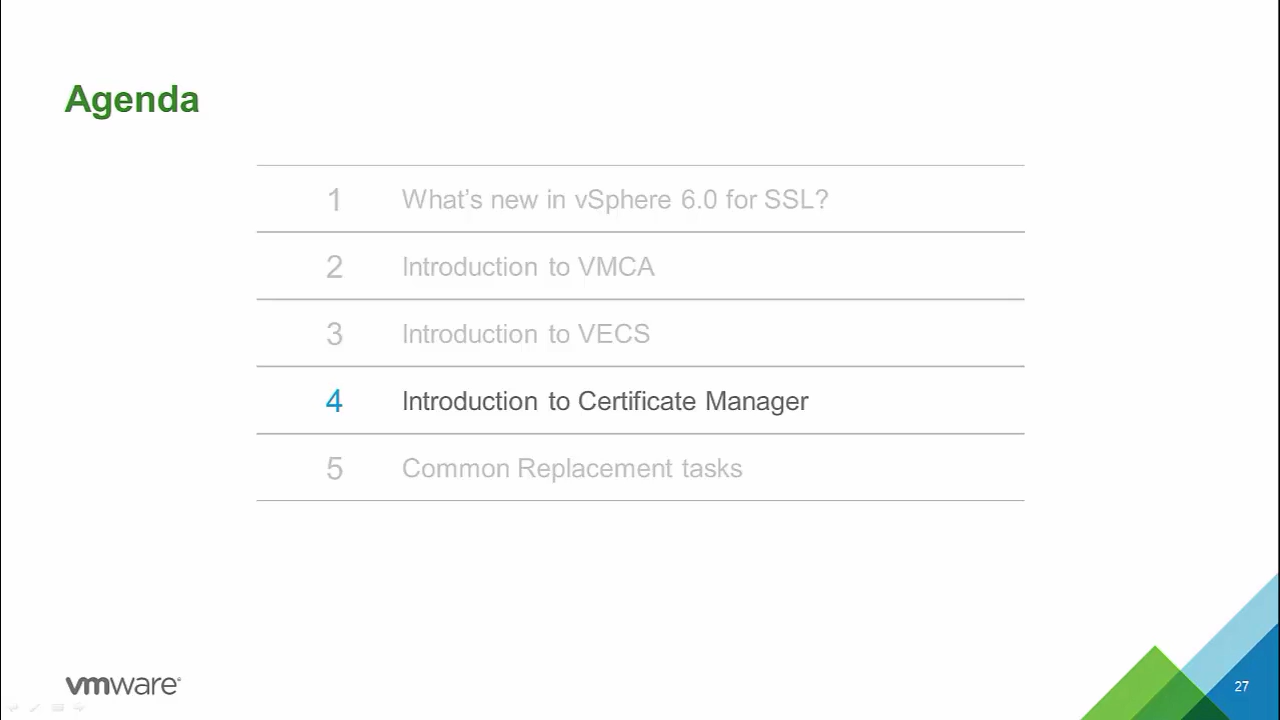 Agenda
1 What's new in vSphere 6.0 for SSL?
2 Introduction to VMCA
3 Introduction to VECS
4 Introduction to Certificate Manager
5 Common Replacement tasks
vmware®
27